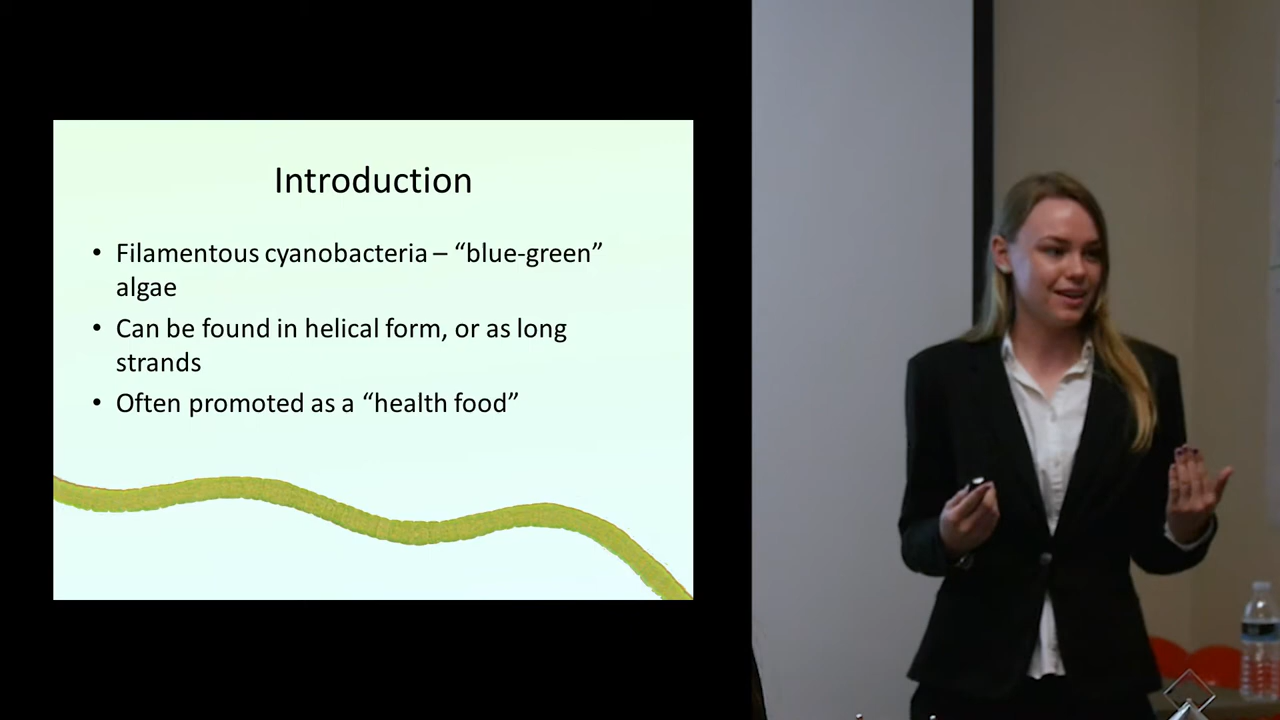 Introduction
• Filamentous cyanobacteria – “blue-green”
algae
• Can be found in helical form, or as long
strands
• Often promoted as a “health food”